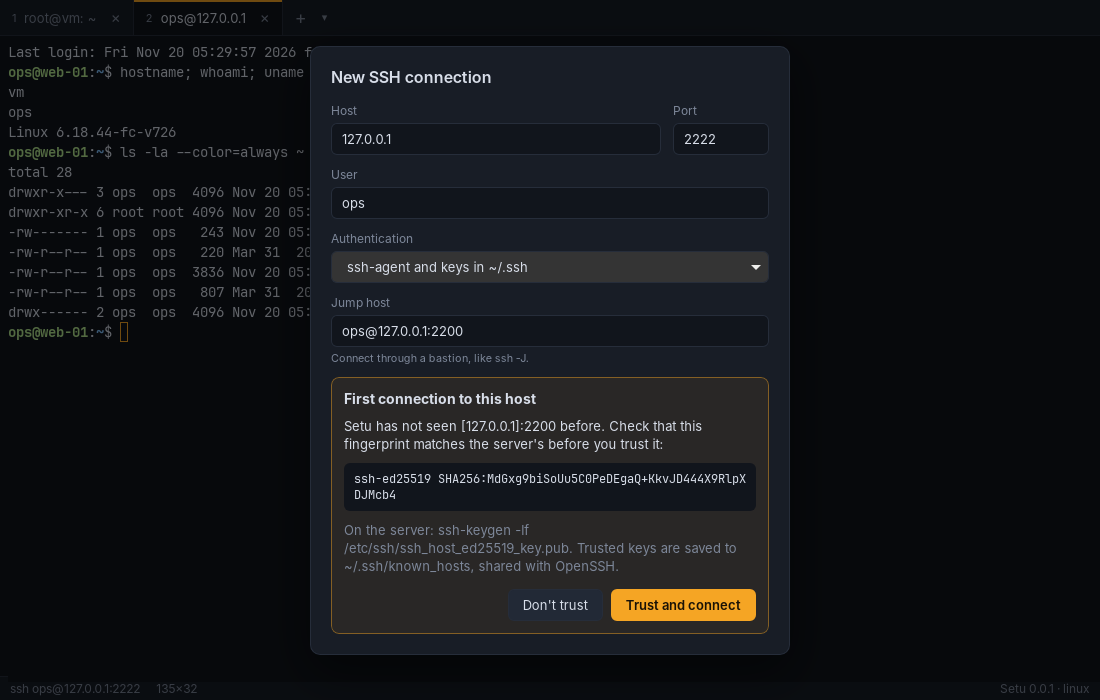 1 root@vm: ~ ×
2 ops@127.0.0.1 ×
+ ▾
Last login: Fri Nov 20 05:29:57 2026 f
ops@web-01:~$ hostname; whoami; uname
vm
ops
Linux 6.18.44-fc-v726
ops@web-01:~$ ls -la --color=always ~
total 28
drwxr-x--- 3 ops  ops  4096 Nov 20 05:
drwxr-xr-x 6 root root 4096 Nov 20 05:
-rw------- 1 ops  ops   243 Nov 20 05:
-rw-r--r-- 1 ops  ops   220 Mar 31  20
-rw-r--r-- 1 ops  ops  3836 Nov 20 05:
-rw-r--r-- 1 ops  ops   807 Mar 31  20
drwx------ 2 ops  ops  4096 Nov 20 05:
ops@web-01:~$
New SSH connection
Host
Port
127.0.0.1
2222
User
ops
Authentication
ssh-agent and keys in ~/.ssh
Jump host
ops@127.0.0.1:2200
Connect through a bastion, like ssh -J.
First connection to this host
Setu has not seen [127.0.0.1]:2200 before. Check that this
fingerprint matches the server's before you trust it:
ssh-ed25519 SHA256:MdGxg9biSoUu5C0PeDEgaQ+KkvJD444X9RlpX
DJMcb4
On the server: ssh-keygen -lf
/etc/ssh/ssh_host_ed25519_key.pub. Trusted keys are saved to
~/.ssh/known_hosts, shared with OpenSSH.
Don't trust
Trust and connect
ssh ops@127.0.0.1:2222
135×32
Setu 0.0.1 · linux